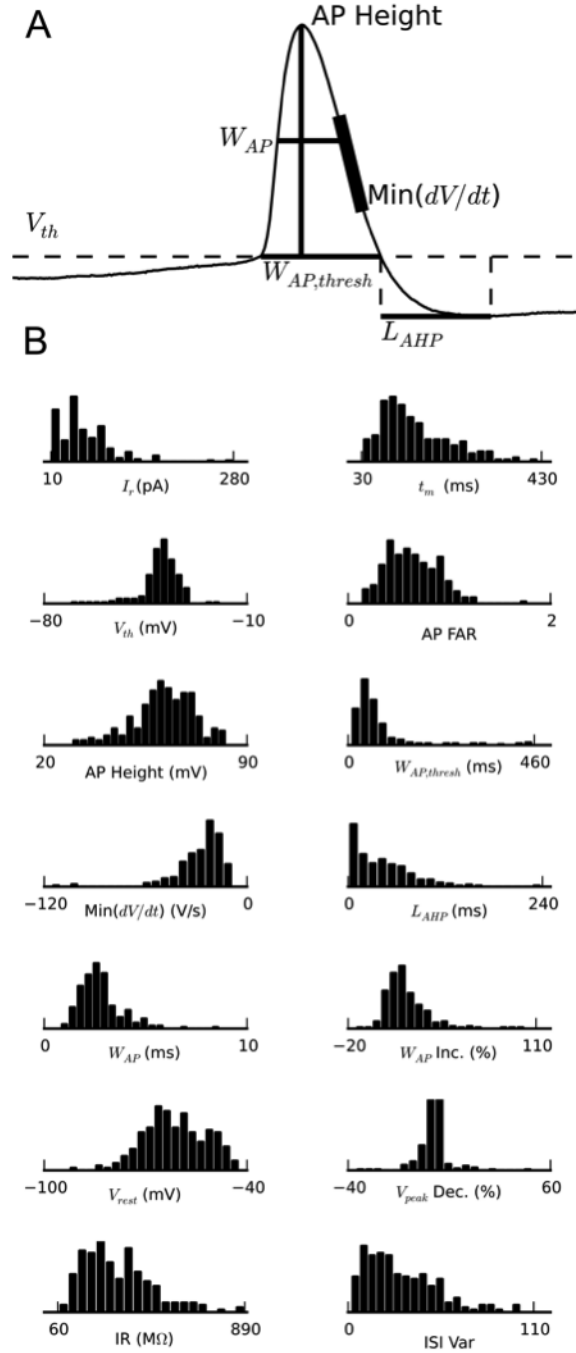 A
AP Height
W_AP
Min(dV/dt)
V_th
W_AP,thresh
L_AHP
B
10 280
I_r (pA)
30 430
t_m (ms)
−80 −10
V_th (mV)
0 2
AP FAR
20 90
AP Height (mV)
0 460
W_AP,thresh (ms)
−120 0
Min(dV/dt) (V/s)
0 240
L_AHP (ms)
0 10
W_AP (ms)
−20 110
W_AP Inc. (%)
−100 −40
V_rest (mV)
−40 60
V_peak Dec. (%)
60 890
IR (MΩ)
0 110
ISI Var